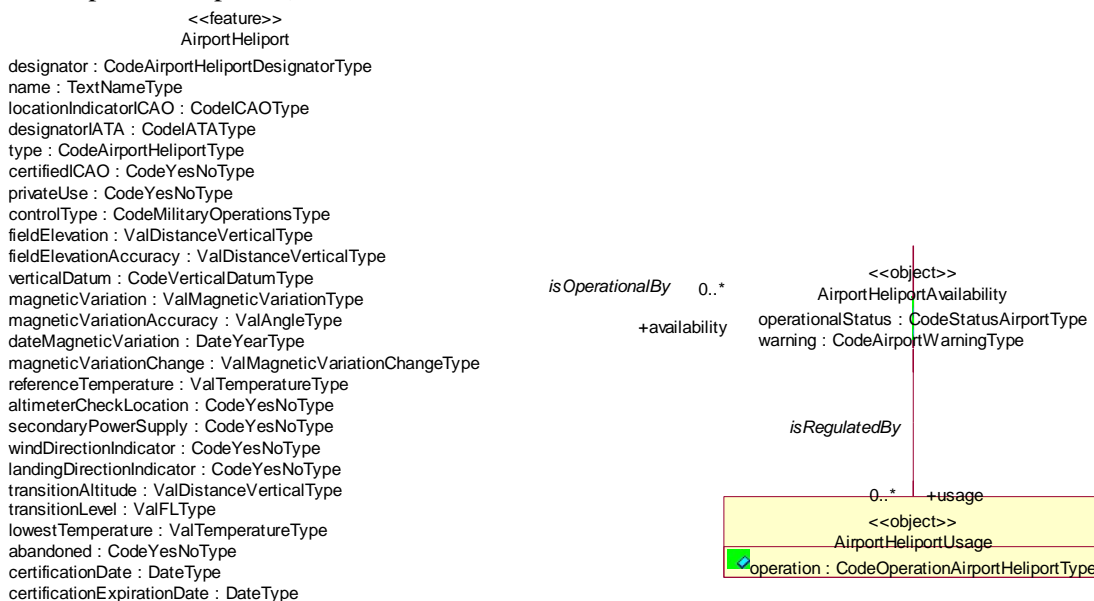 <<feature>>
AirportHeliport
designator : CodeAirportHeliportDesignatorType
name : TextNameType
locationIndicatorICAO : CodeICAOType
designatorIATA : CodeIATAType
type : CodeAirportHeliportType
certifiedICAO : CodeYesNoType
privateUse : CodeYesNoType
controlType : CodeMilitaryOperationsType
fieldElevation : ValDistanceVerticalType
fieldElevationAccuracy : ValDistanceVerticalType
verticalDatum : CodeVerticalDatumType
magneticVariation : ValMagneticVariationType
magneticVariationAccuracy : ValAngleType
dateMagneticVariation : DateYearType
magneticVariationChange : ValMagneticVariationChangeType
referenceTemperature : ValTemperatureType
altimeterCheckLocation : CodeYesNoType
secondaryPowerSupply : CodeYesNoType
windDirectionIndicator : CodeYesNoType
landingDirectionIndicator : CodeYesNoType
transitionAltitude : ValDistanceVerticalType
transitionLevel : ValFLType
lowestTemperature : ValTemperatureType
abandoned : CodeYesNoType
certificationDate : DateType
certificationExpirationDate : DateType
isOperationalBy 0..*
+availability
<<object>>
AirportHeliportAvailability
operationalStatus : CodeStatusAirportType
warning : CodeAirportWarningType
isRegulatedBy
0..* +usage
<<object>>
AirportHeliportUsage
operation : CodeOperationAirportHeliportType